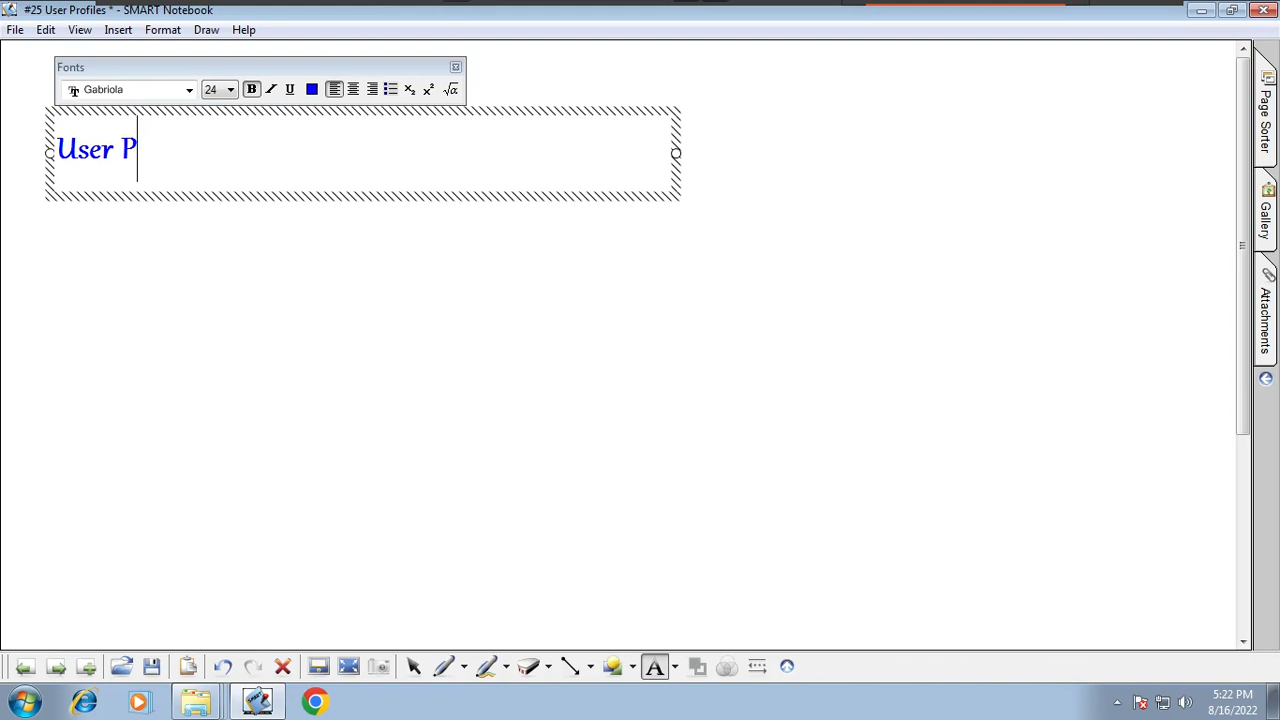 #25 User Profiles * - SMART Notebook
File Edit View Insert Format Draw Help
Fonts
Gabriola 24 B I U
User P
Page Sorter
Gallery
Attachments
5:22 PM
8/16/2022